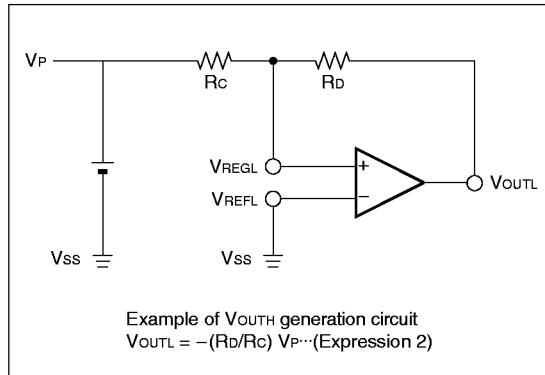 VP
RC
RD
VREGL
+
VREFL
−
VOUTL
VSS
VSS
Example of VOUTH generation circuit
VOUTL = −(RD/RC) VP···(Expression 2)